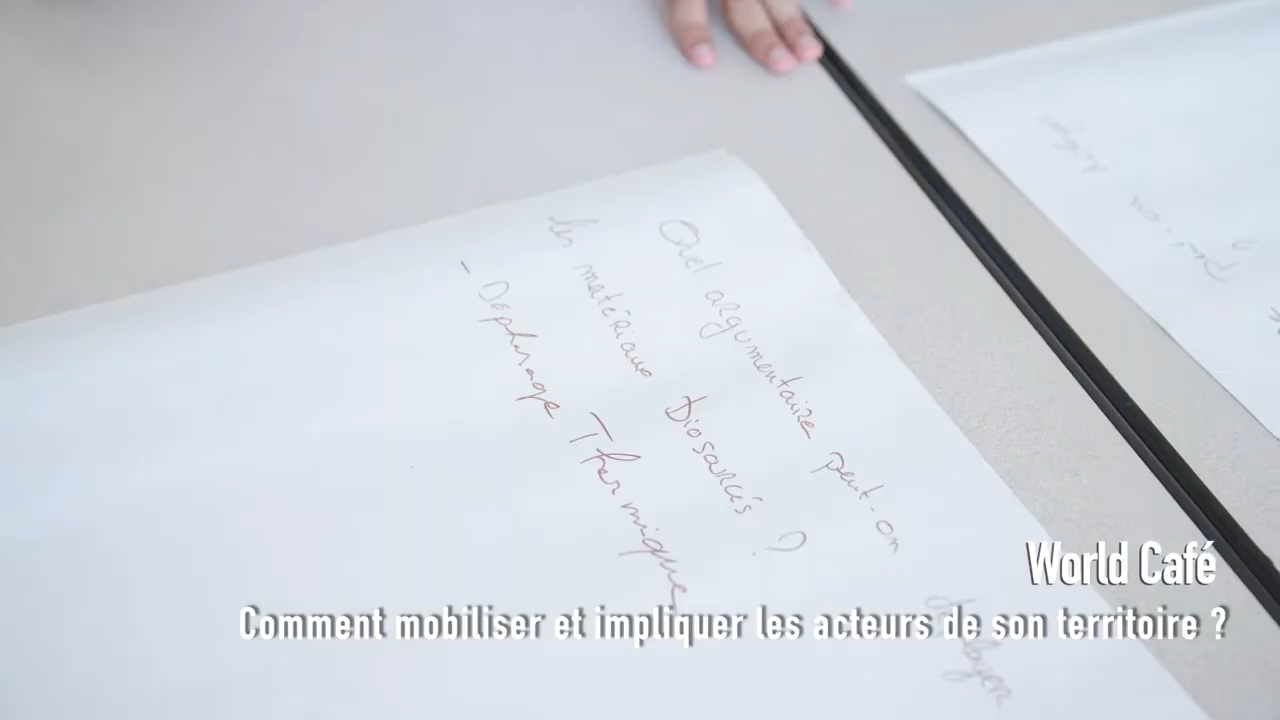 Quel argumentaire peut-on déployer
les matériaux biosourcés ?
- Déphasage Thermique
World Café
Comment mobiliser et impliquer les acteurs de son territoire ?